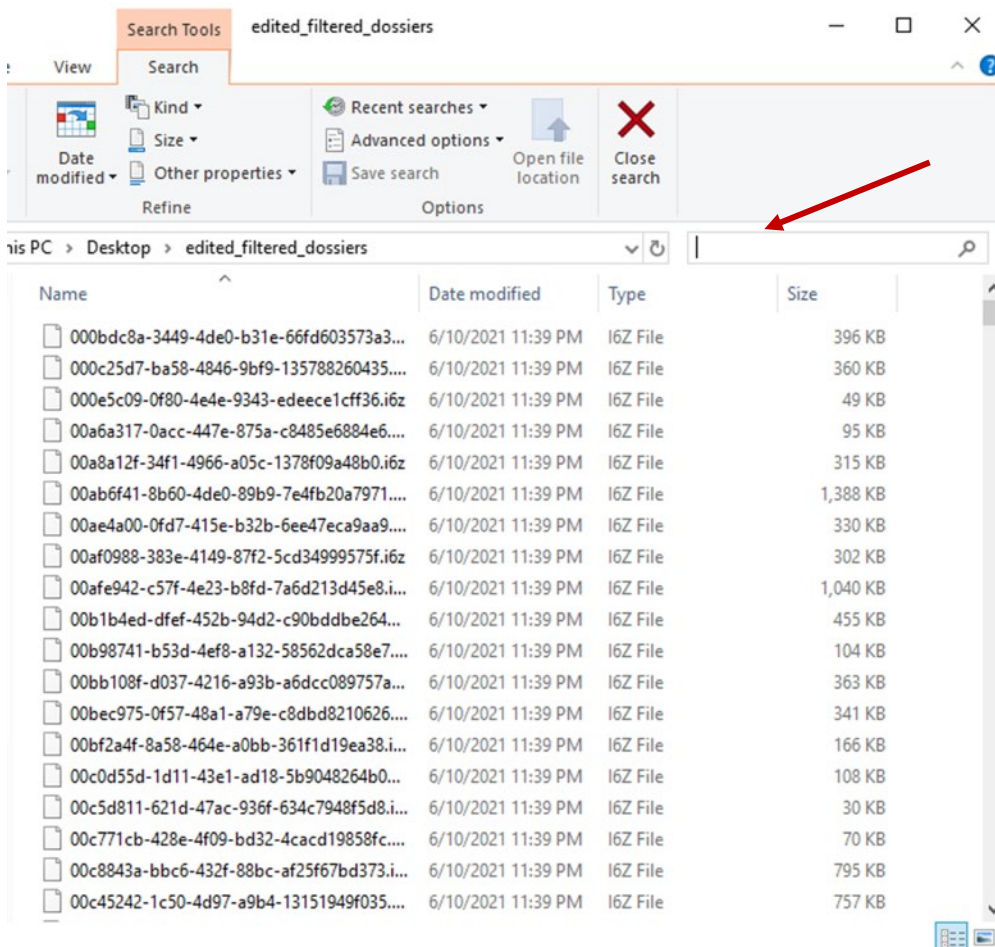 Search Tools edited_filtered_dossiers
View Search
Kind
Size
Date modified
Other properties
Refine
Recent searches
Advanced options
Save search
Open file location
Options
Close search
his PC > Desktop > edited_filtered_dossiers
Name Date modified Type Size
000bdc8a-3449-4de0-b31e-66fd603573a3... 6/10/2021 11:39 PM I6Z File 396 KB
000c25d7-ba58-4846-9bf9-135788260435.... 6/10/2021 11:39 PM I6Z File 360 KB
000e5c09-0f80-4e4e-9343-edeece1cff36.i6z 6/10/2021 11:39 PM I6Z File 49 KB
00a6a317-0acc-447e-875a-c8485e6884e6.... 6/10/2021 11:39 PM I6Z File 95 KB
00a8a12f-34f1-4966-a05c-1378f09a48b0.i6z 6/10/2021 11:39 PM I6Z File 315 KB
00ab6f41-8b60-4de0-89b9-7e4fb20a7971.... 6/10/2021 11:39 PM I6Z File 1,388 KB
00ae4a00-0fd7-415e-b32b-6ee47eca9aa9.... 6/10/2021 11:39 PM I6Z File 330 KB
00af0988-383e-4149-87f2-5cd34999575f.i6z 6/10/2021 11:39 PM I6Z File 302 KB
00afe942-c57f-4e23-b8fd-7a6d213d45e8.i... 6/10/2021 11:39 PM I6Z File 1,040 KB
00b1b4ed-dfef-452b-94d2-c90bddbe264... 6/10/2021 11:39 PM I6Z File 455 KB
00b98741-b53d-4ef8-a132-58562dca58e7.... 6/10/2021 11:39 PM I6Z File 104 KB
00bb108f-d037-4216-a93b-a6dcc089757a... 6/10/2021 11:39 PM I6Z File 363 KB
00bec975-0f57-48a1-a79e-c8dbd8210626.... 6/10/2021 11:39 PM I6Z File 341 KB
00bf2a4f-8a58-464e-a0bb-361f1d19ea38.i... 6/10/2021 11:39 PM I6Z File 166 KB
00c0d55d-1d11-43e1-ad18-5b9048264b0... 6/10/2021 11:39 PM I6Z File 108 KB
00c5d811-621d-47ac-936f-634c7948f5d8.i... 6/10/2021 11:39 PM I6Z File 30 KB
00c771cb-428e-4f09-bd32-4cacd19858fc.... 6/10/2021 11:39 PM I6Z File 70 KB
00c8843a-bbc6-432f-88bc-af25f67bd373.i... 6/10/2021 11:39 PM I6Z File 795 KB
00c45242-1c50-4d97-a9b4-13151949f035.... 6/10/2021 11:39 PM I6Z File 757 KB